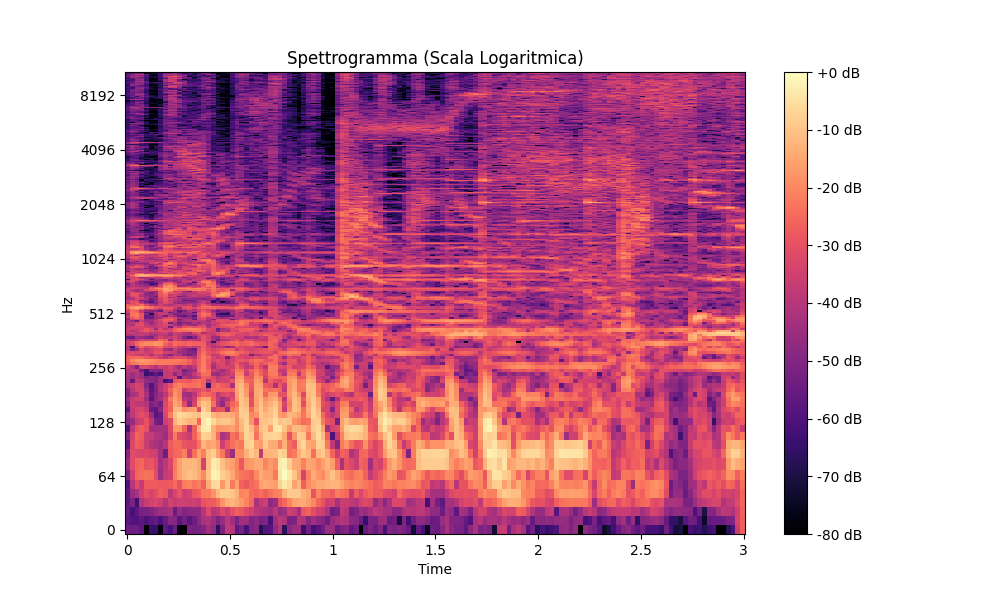 Spettrogramma (Scala Logaritmica)
Hz
8192
4096
2048
1024
512
256
128
64
0
0 0.5 1 1.5 2 2.5 3
Time
+0 dB
-10 dB
-20 dB
-30 dB
-40 dB
-50 dB
-60 dB
-70 dB
-80 dB